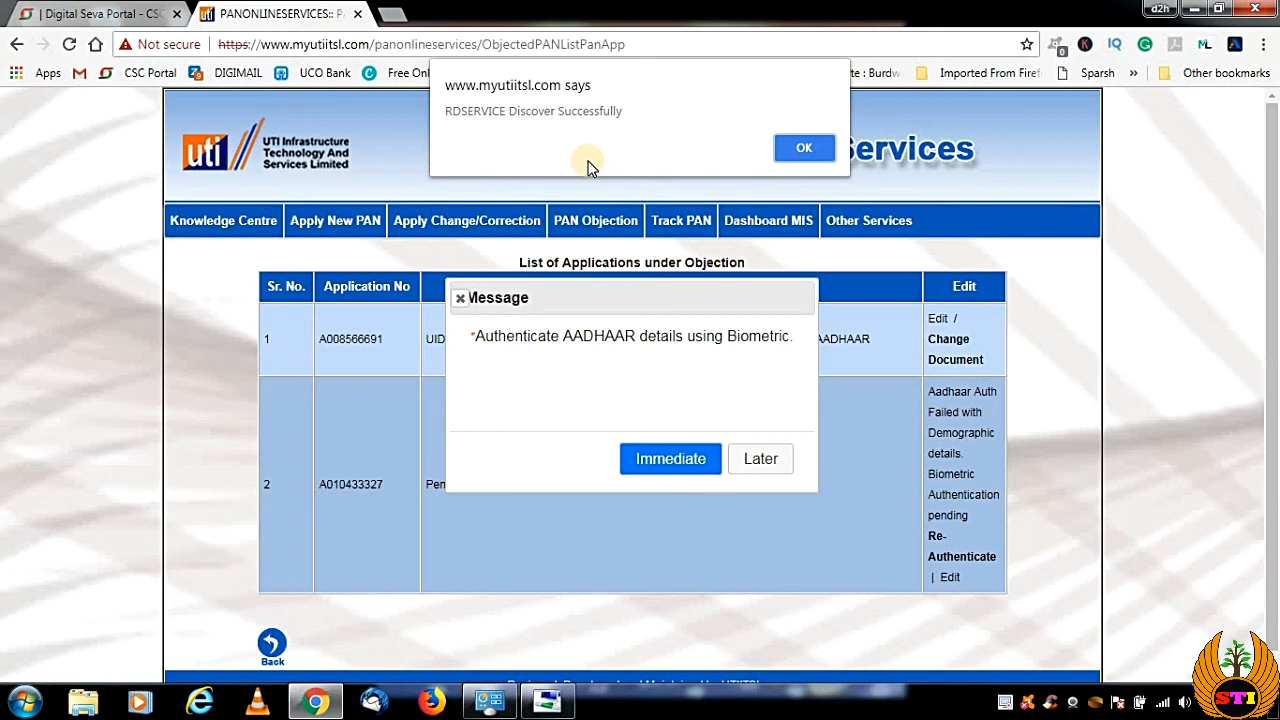 d2h
| Digital Seva Portal - CSC
PANONLINESERVICES:: P
Not secure
https://www.myutiitsl.com/panonlineservices/ObjectedPANListPanApp
Apps
CSC Portal
DIGIMAIL
UCO Bank
Free Onl
te : Burdw
Imported From Firef
Sparsh
»
Other bookmarks
www.myutiitsl.com says
RDSERVICE Discover Successfully
OK
uti
UTI Infrastructure
Technology And
Services Limited
Services
Knowledge Centre
Apply New PAN
Apply Change/Correction
PAN Objection
Track PAN
Dashboard MIS
Other Services
List of Applications under Objection
Sr. No.
Application No
Edit
Message
*Authenticate AADHAAR details using Biometric.
Immediate
Later
1
A008566691
UID
AADHAAR
Edit /
Change
Document
2
A010433327
Pen
Aadhaar Auth
Failed with
Demographic
details.
Biometric
Authentication
pending
Re-
Authenticate
| Edit
Back
STI